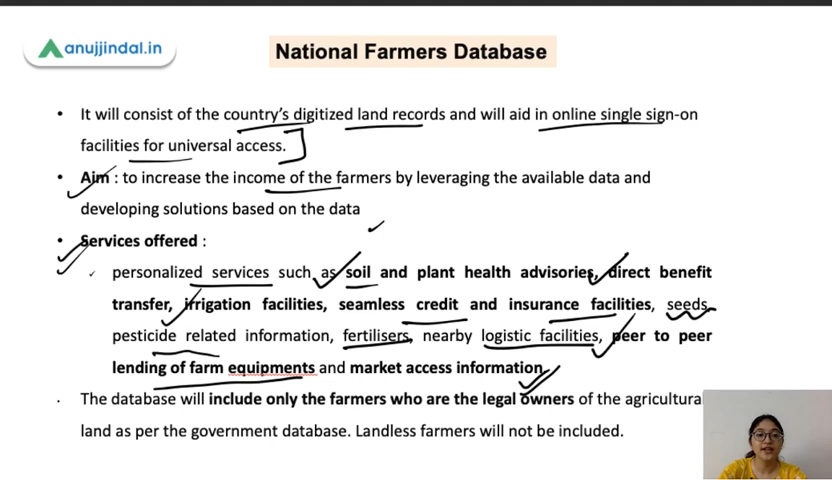 anujjindal.in
National Farmers Database
• It will consist of the country's digitized land records and will aid in online single sign-on
facilities for universal access.
• Aim : to increase the income of the farmers by leveraging the available data and
developing solutions based on the data
• Services offered :
✓ personalized services such as soil and plant health advisories, direct benefit
transfer, irrigation facilities, seamless credit and insurance facilities, seeds,
pesticide related information, fertilisers, nearby logistic facilities, peer to peer
lending of farm equipments and market access information.
• The database will include only the farmers who are the legal owners of the agricultura
land as per the government database. Landless farmers will not be included.